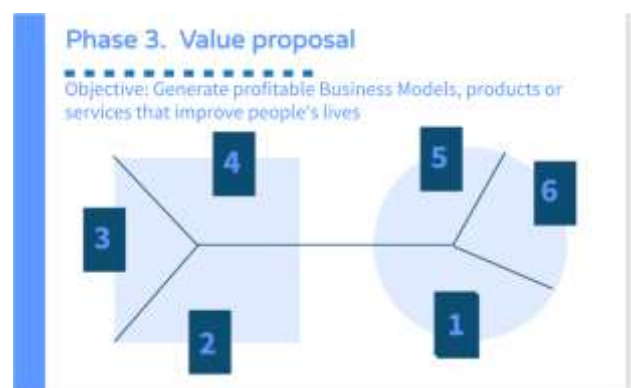 Phase 3. Value proposal
Objective: Generate profitable Business Models, products or
services that improve people's lives
4
5
6
3
2
1